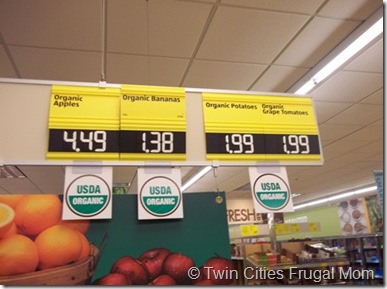 Organic
Apples
4.49
Organic Bananas
1.38
Organic Potatoes
1.99
Organic
Grape Tomatoes
1.99
USDA
ORGANIC
USDA
ORGANIC
USDA
ORGANIC
FRESH
© Twin Cities Frugal Mom